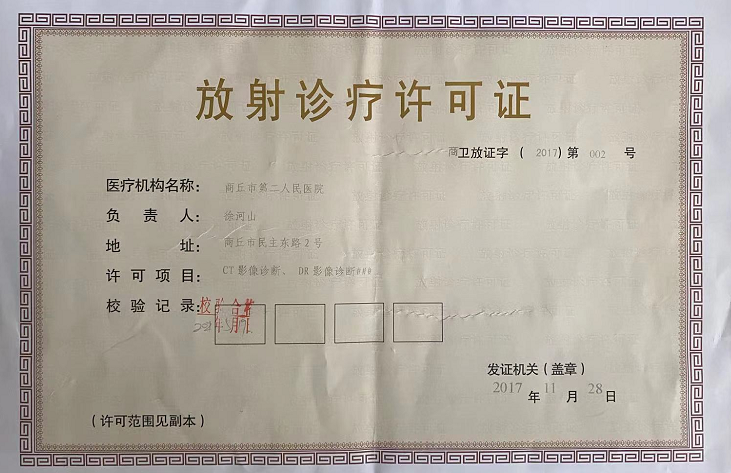 放射诊疗许可证
商卫放证字（2017）第 002 号
医疗机构名称： 商丘市第二人民医院
负责人： 徐河山
地址： 商丘市民主东路2号
许可项目： CT影像诊断、DR影像诊断###
校验记录： 校验合格
发证机关（盖章）
2017 年 11 月 28 日
（许可范围见副本）